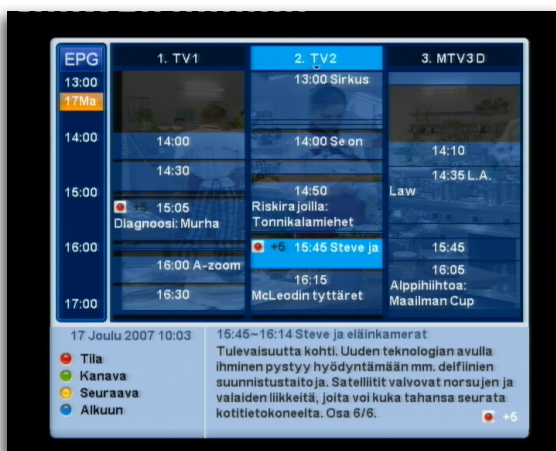 EPG 1. TV1 2. TV2 3. MTV3 D
13:00
17Ma
14:00
15:00
16:00
17:00
14:00
14:30
+5 15:05
Diagnoosi: Murha
16:00 A-zoom
16:30
13:00 Sirkus
14:00 Se on
14:50
Riskirajoilla:
Tonnikalamiehet
+5 15:45 Steve ja
16:15
McLeodin tyttäret
14:10
14:35 L.A.
Law
15:45
16:05
Alppihiihtoa:
Maailman Cup
17 Joulu 2007 10:03
Tila
Kanava
Seuraava
Alkuun
15:45~16:14 Steve ja eläinkamerat
Tulevaisuutta kohti. Uuden teknologian avulla
ihminen pystyy hyödyntämään mm. delfiinien
suunnistustaitoja. Satelliitit valvovat norsujen ja
valaiden liikkeitä, joita voi kuka tahansa seurata
kotitietokoneelta. Osa 6/6.
+5